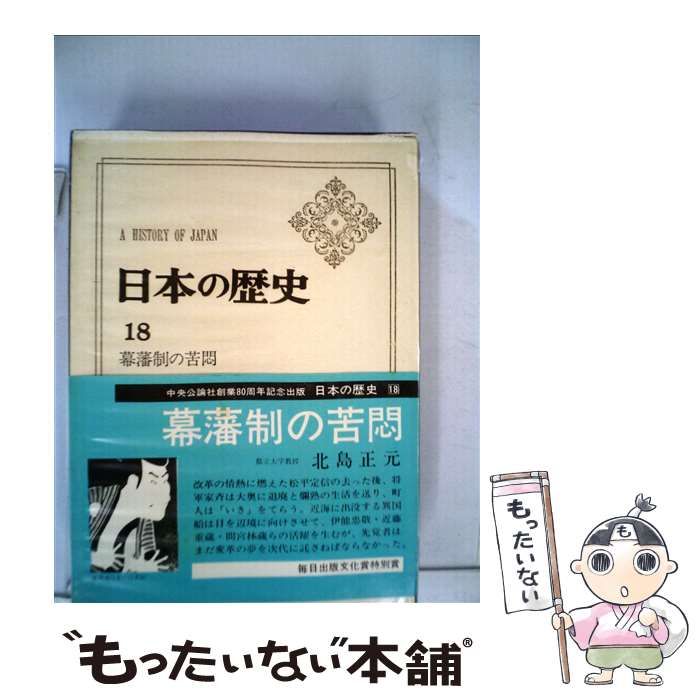 A HISTORY OF JAPAN
日本の歴史
18
幕藩制の苦悶
中央公論社創業80周年記念出版 日本の歴史 18
幕藩制の苦悶
都立大学教授 北島正元
改革の情熱に燃えた松平定信の去った後、将
軍家斉は大奥に退廃と爛熟の生活を送り、町
人は「いき」をてらう。近海に出没する異国
船は目を辺境に向けさせて、伊能忠敬・近藤
重蔵・間宮林蔵らの活躍を生むが、先覚者は
まだ変革の夢を次代に託さねばならなかった。
毎日出版文化賞特別賞
もったいない
“もったいない本舗”